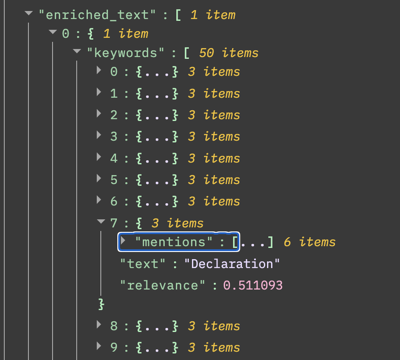 "enriched_text" : [ 1 item
0 : { 1 item
"keywords" : [ 50 items
0 : {...} 3 items
1 : {...} 3 items
2 : {...} 3 items
3 : {...} 3 items
4 : {...} 3 items
5 : {...} 3 items
6 : {...} 3 items
7 : { 3 items
"mentions" : [...] 6 items
"text" : "Declaration"
"relevance" : 0.511093
}
8 : {...} 3 items
9 : {...} 3 items